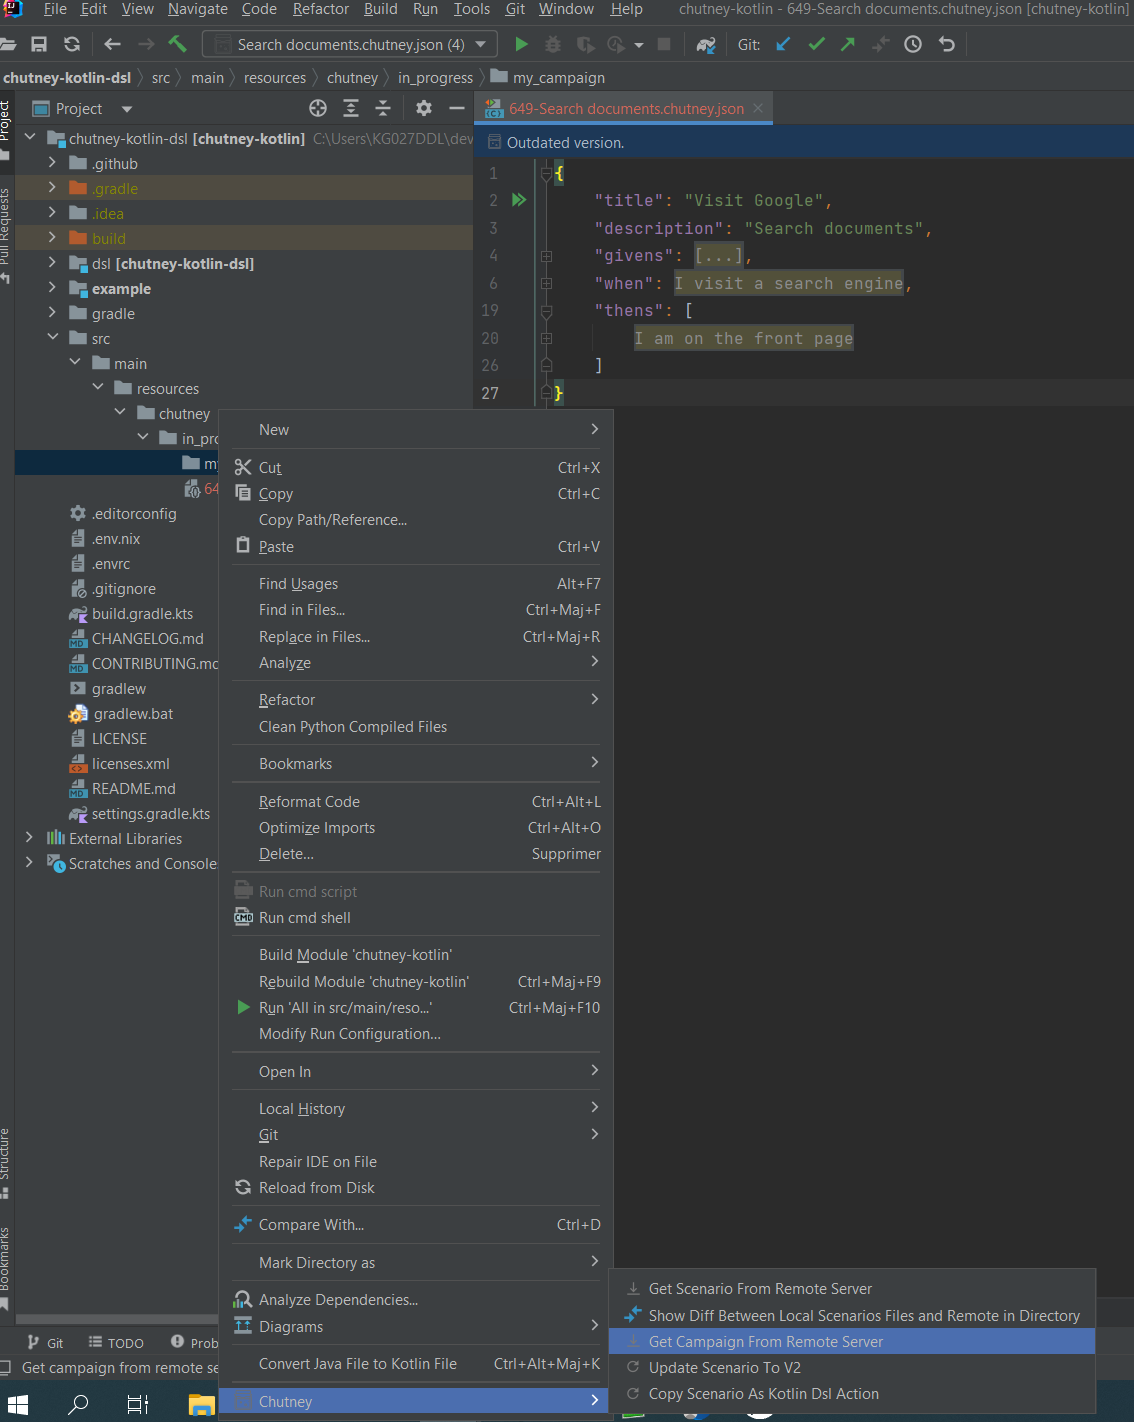 File Edit View Navigate Code Refactor Build Run Tools Git Window Help chutney-kotlin - 649-Search documents.chutney.json [chutney-kotlin]
Search documents.chutney.json (4) Git:
chutney-kotlin-dsl src main resources chutney in_progress my_campaign
Project
Pull Requests
Structure
Bookmarks
Project
chutney-kotlin-dsl [chutney-kotlin] C:\Users\KG027DDL\dev
.github
.gradle
.idea
build
dsl [chutney-kotlin-dsl]
example
gradle
src
main
resources
chutney
in_pro
my
64
.editorconfig
.env.nix
.envrc
.gitignore
build.gradle.kts
CHANGELOG.md
CONTRIBUTING.md
gradlew
gradlew.bat
LICENSE
licenses.xml
README.md
settings.gradle.kts
External Libraries
Scratches and Console
649-Search documents.chutney.json
Outdated version.
1 {
2 "title": "Visit Google",
3 "description": "Search documents",
4 "givens": [...],
6 "when": I visit a search engine,
19 "thens": [
20 I am on the front page
26 ]
27 }
New
Cut Ctrl+X
Copy Ctrl+C
Copy Path/Reference...
Paste Ctrl+V
Find Usages Alt+F7
Find in Files... Ctrl+Maj+F
Replace in Files... Ctrl+Maj+R
Analyze
Refactor
Clean Python Compiled Files
Bookmarks
Reformat Code Ctrl+Alt+L
Optimize Imports Ctrl+Alt+O
Delete... Supprimer
Run cmd script
CMD Run cmd shell
Build Module 'chutney-kotlin'
Rebuild Module 'chutney-kotlin' Ctrl+Maj+F9
Run 'All in src/main/reso...' Ctrl+Maj+F10
Modify Run Configuration...
Open In
Local History
Git
Repair IDE on File
Reload from Disk
Compare With... Ctrl+D
Mark Directory as
Analyze Dependencies...
Diagrams
Convert Java File to Kotlin File Ctrl+Alt+Maj+K
Chutney
Get Scenario From Remote Server
Show Diff Between Local Scenarios Files and Remote in Directory
Get Campaign From Remote Server
Update Scenario To V2
Copy Scenario As Kotlin Dsl Action
Git TODO Prob
Get campaign from remote se